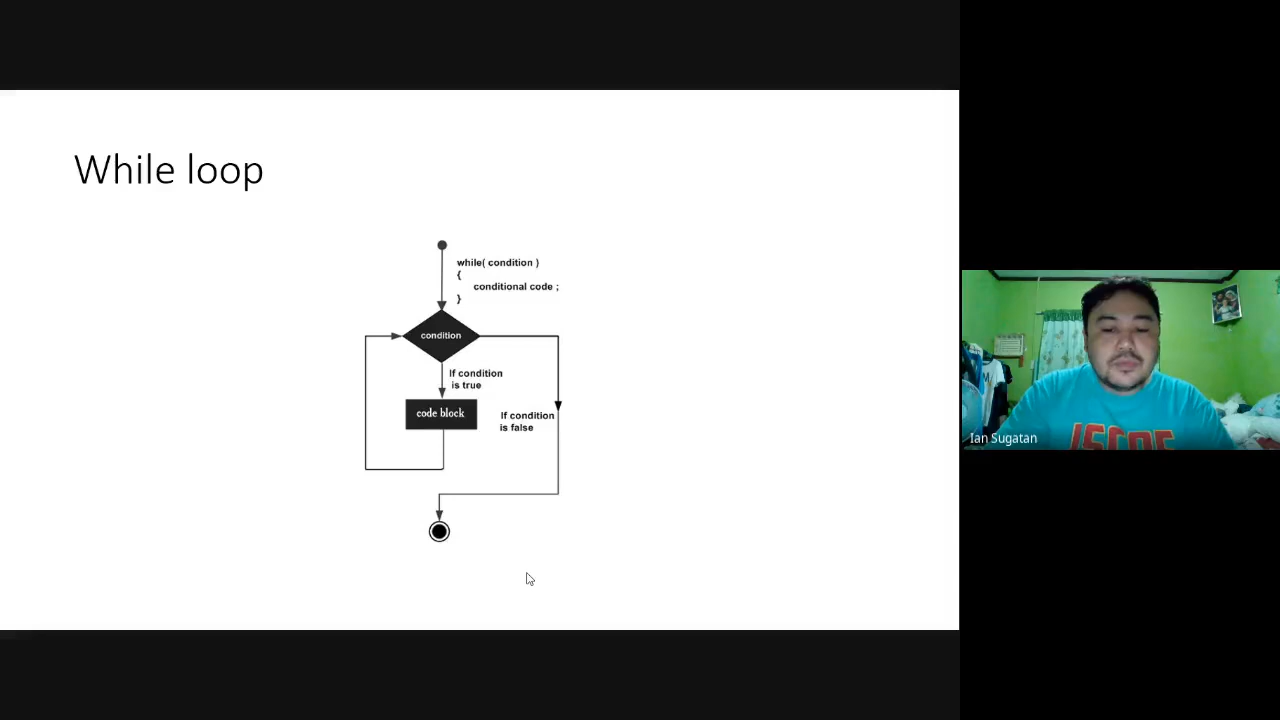 While loop
while( condition )
{
conditional code ;
}
condition
If condition
is true
code block
If condition
is false
Ian Sugatan